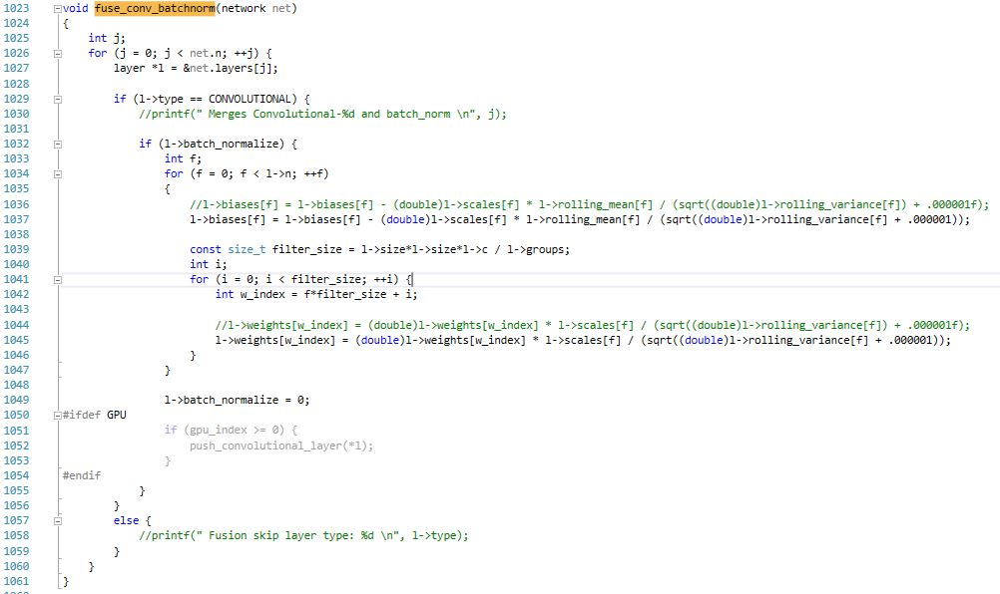 1023 void fuse_conv_batchnorm(network net)
1024 {
1025     int j;
1026     for (j = 0; j < net.n; ++j) {
1027         layer *l = &net.layers[j];
1028
1029         if (l->type == CONVOLUTIONAL) {
1030             //printf(" Merges Convolutional-%d and batch_norm \n", j);
1031
1032             if (l->batch_normalize) {
1033                 int f;
1034                 for (f = 0; f < l->n; ++f)
1035                 {
1036                     //l->biases[f] = l->biases[f] - (double)l->scales[f] * l->rolling_mean[f] / (sqrt((double)l->rolling_variance[f]) + .000001f);
1037                     l->biases[f] = l->biases[f] - (double)l->scales[f] * l->rolling_mean[f] / (sqrt((double)l->rolling_variance[f] + .000001));
1038
1039                     const size_t filter_size = l->size*l->size*l->c / l->groups;
1040                     int i;
1041                     for (i = 0; i < filter_size; ++i) {
1042                         int w_index = f*filter_size + i;
1043
1044                         //l->weights[w_index] = (double)l->weights[w_index] * l->scales[f] / (sqrt((double)l->rolling_variance[f]) + .000001f);
1045                         l->weights[w_index] = (double)l->weights[w_index] * l->scales[f] / (sqrt((double)l->rolling_variance[f] + .000001));
1046                     }
1047                 }
1048
1049                 l->batch_normalize = 0;
1050 #ifdef GPU
1051                 if (gpu_index >= 0) {
1052                     push_convolutional_layer(*l);
1053                 }
1054 #endif
1055             }
1056         }
1057         else {
1058             //printf(" Fusion skip layer type: %d \n", l->type);
1059         }
1060     }
1061 }